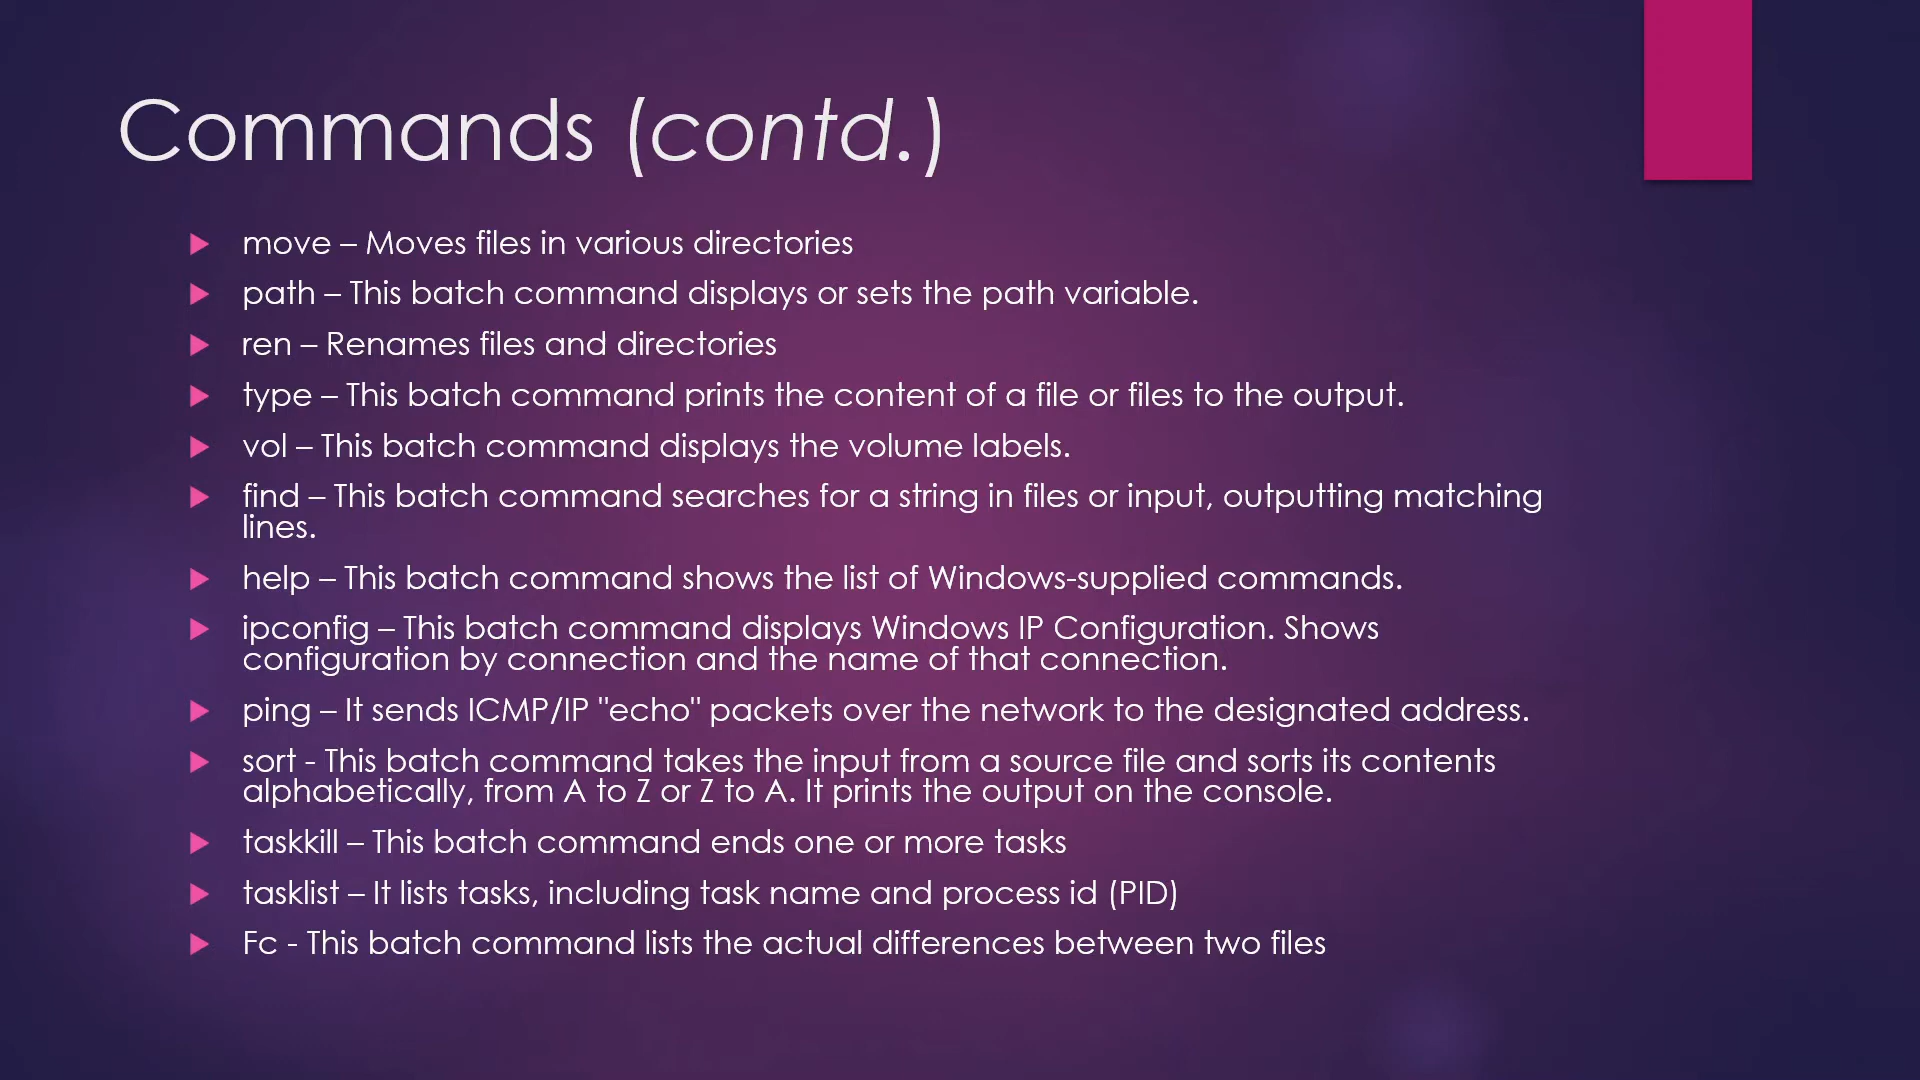 Commands (contd.)
move – Moves files in various directories
path – This batch command displays or sets the path variable.
ren – Renames files and directories
type – This batch command prints the content of a file or files to the output.
vol – This batch command displays the volume labels.
find – This batch command searches for a string in files or input, outputting matching
lines.
help – This batch command shows the list of Windows-supplied commands.
ipconfig – This batch command displays Windows IP Configuration. Shows
configuration by connection and the name of that connection.
ping – It sends ICMP/IP "echo" packets over the network to the designated address.
sort - This batch command takes the input from a source file and sorts its contents
alphabetically, from A to Z or Z to A. It prints the output on the console.
taskkill – This batch command ends one or more tasks
tasklist – It lists tasks, including task name and process id (PID)
Fc - This batch command lists the actual differences between two files